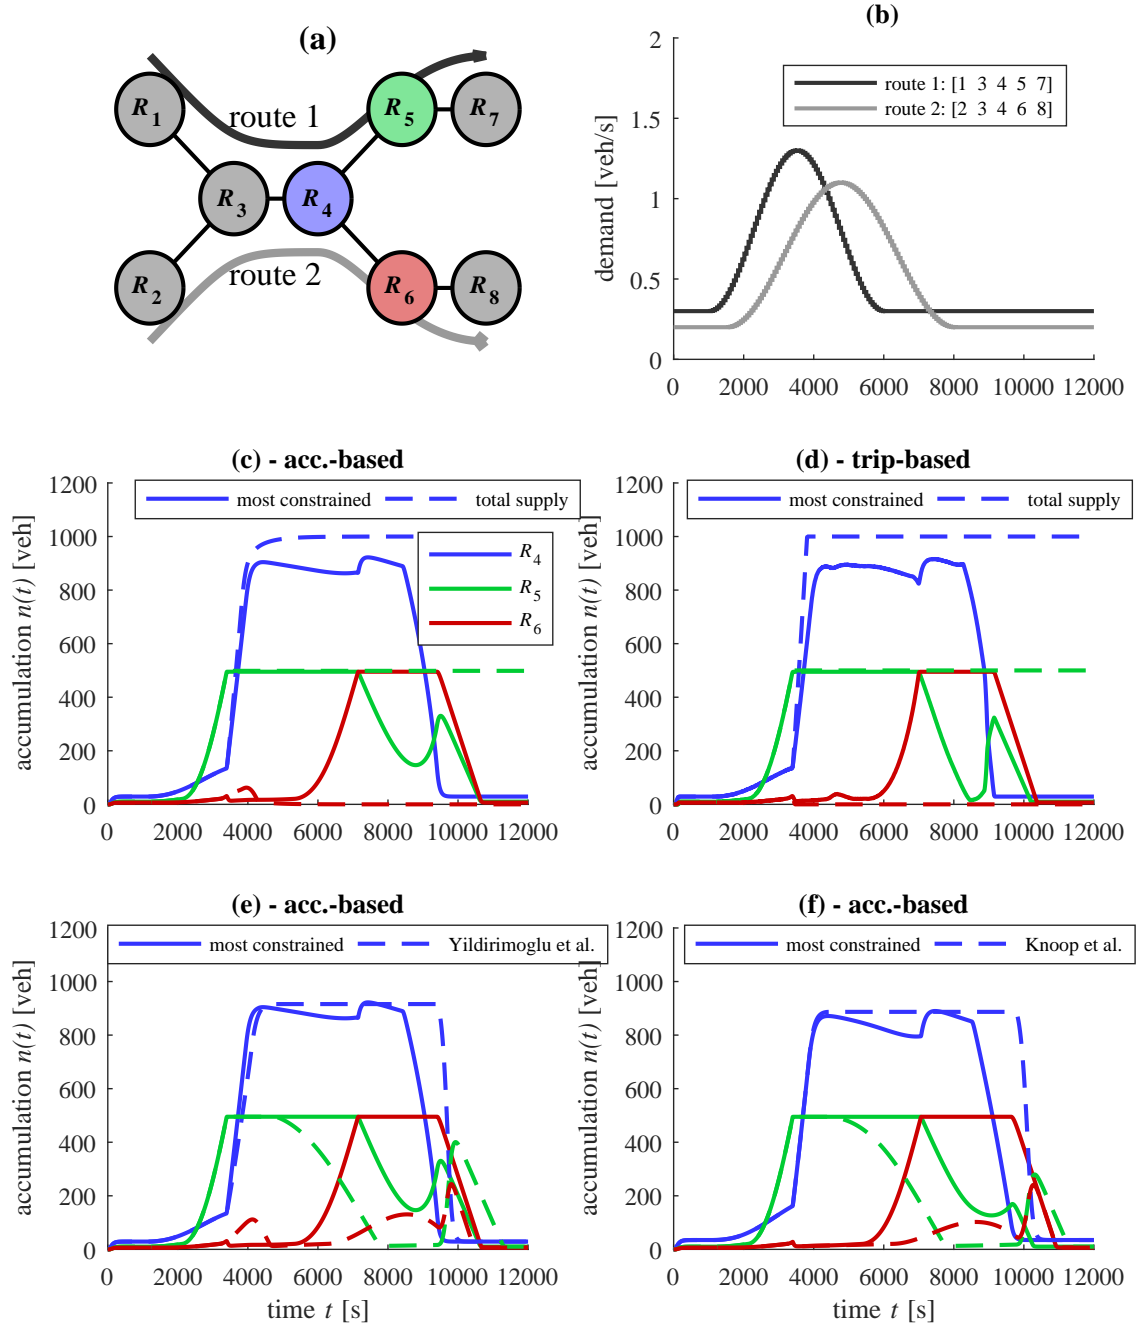 (a)
R1
R2
R3
R4
R5
R6
R7
R8
route 1
route 2
(b)
demand [veh/s]
2
1.5
1
0.5
0
0 2000 4000 6000 8000 10000 12000
route 1: [1 3 4 5 7]
route 2: [2 3 4 6 8]
(c) - acc.-based
most constrained total supply
accumulation n(t) [veh]
1200
1000
800
600
400
200
0
R4
R5
R6
0 2000 4000 6000 8000 10000 12000
(d) - trip-based
most constrained total supply
accumulation n(t) [veh]
1200
1000
800
600
400
200
0
0 2000 4000 6000 8000 10000 12000
(e) - acc.-based
most constrained Yildirimoglu et al.
accumulation n(t) [veh]
1200
1000
800
600
400
200
0
0 2000 4000 6000 8000 10000 12000
time t [s]
(f) - acc.-based
most constrained Knoop et al.
accumulation n(t) [veh]
1200
1000
800
600
400
200
0
0 2000 4000 6000 8000 10000 12000
time t [s]